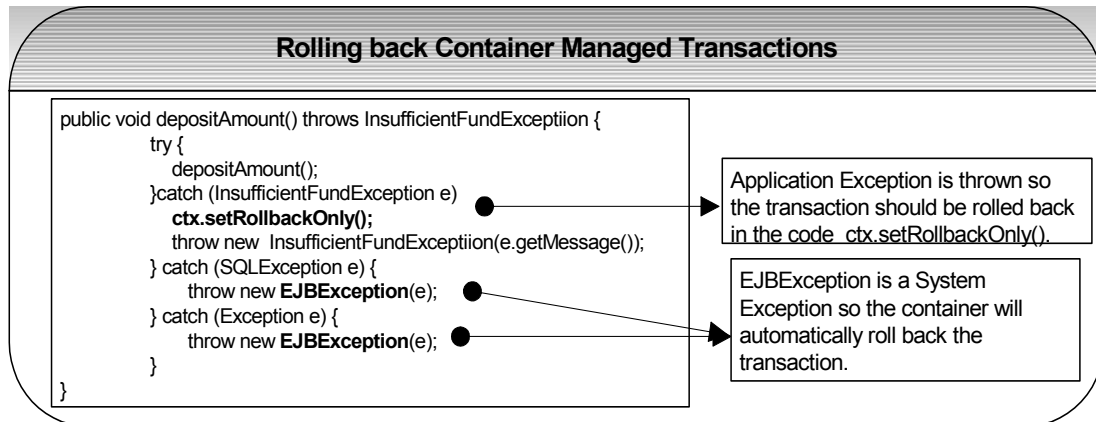 Rolling back Container Managed Transactions
public void depositAmount() throws InsufficientFundExceptiion {
try {
depositAmount();
}catch (InsufficientFundException e)
ctx.setRollbackOnly();
throw new InsufficientFundExceptiion(e.getMessage());
} catch (SQLException e) {
throw new EJBException(e);
} catch (Exception e) {
throw new EJBException(e);
}
}
Application Exception is thrown so
the transaction should be rolled back
in the code ctx.setRollbackOnly().
EJBException is a System
Exception so the container will
automatically roll back the
transaction.